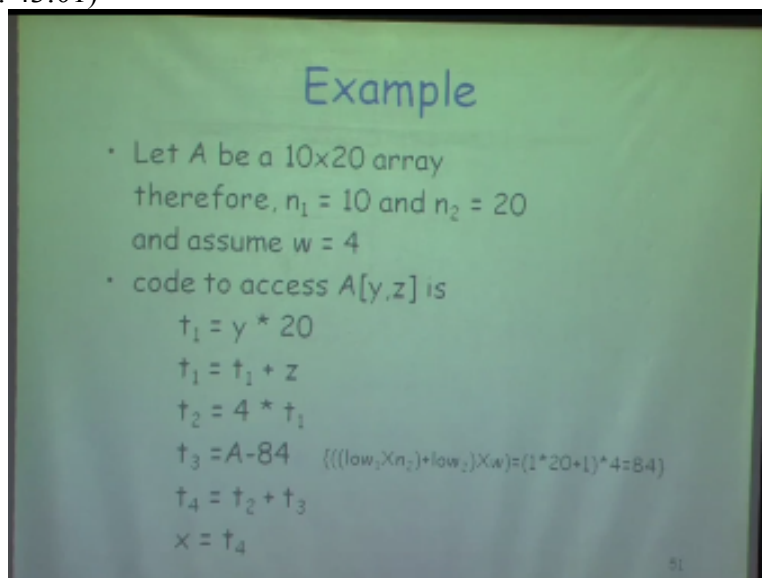 Example
• Let A be a 10x20 array
therefore, n₁ = 10 and n₂ = 20
and assume w = 4
• code to access A[y,z] is
t₁ = y * 20
t₁ = t₁ + z
t₂ = 4 * t₁
t₃ =A-84 {((low₁Xn₂)+low₂)Xw)=(1*20+1)*4=84}
t₄ = t₂ + t₃
x = t₄
51